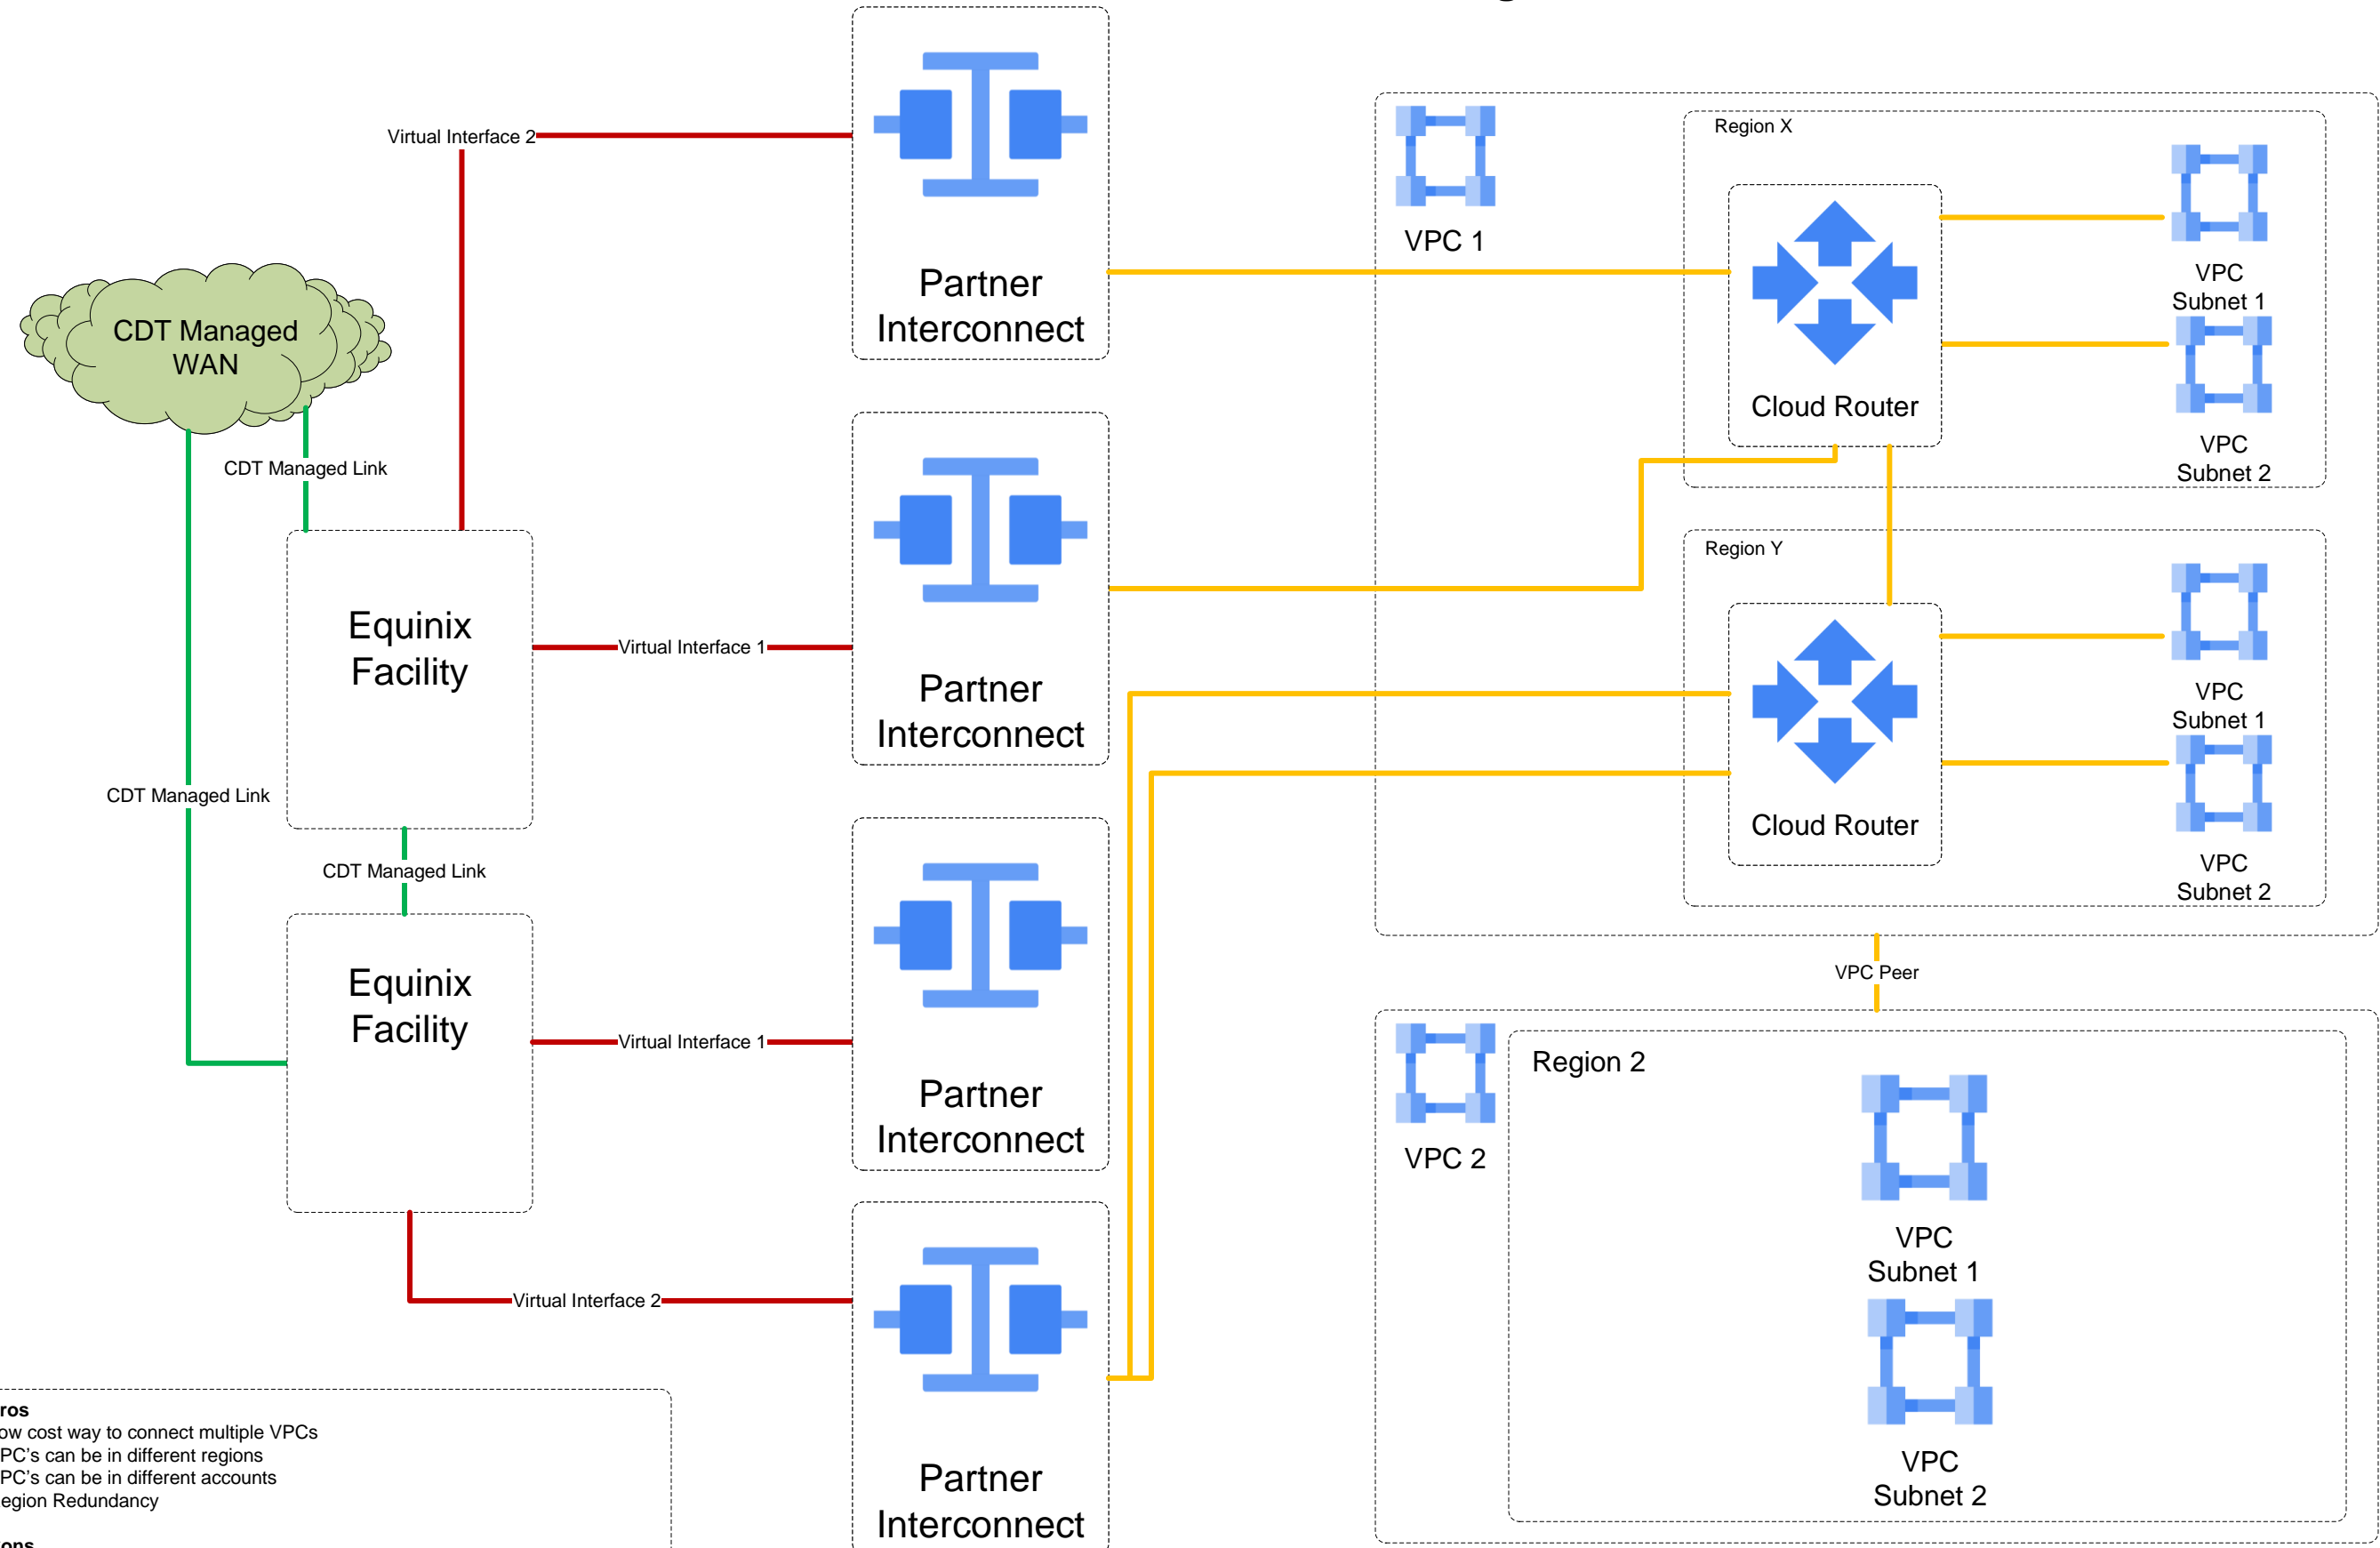 Virtual Interface 2
CDT Managed
WAN
CDT Managed Link
Equinix
Facility
Virtual Interface 1
CDT Managed Link
CDT Managed Link
Equinix
Facility
Virtual Interface 1
Virtual Interface 2
Partner
Interconnect
Partner
Interconnect
Partner
Interconnect
Partner
Interconnect
VPC 1
Region X
Cloud Router
VPC
Subnet 1
VPC
Subnet 2
Region Y
Cloud Router
VPC
Subnet 1
VPC
Subnet 2
VPC Peer
VPC 2
Region 2
VPC
Subnet 1
VPC
Subnet 2
ros
ow cost way to connect multiple VPCs
PC's can be in different regions
PC's can be in different accounts
egion Redundancy
ons